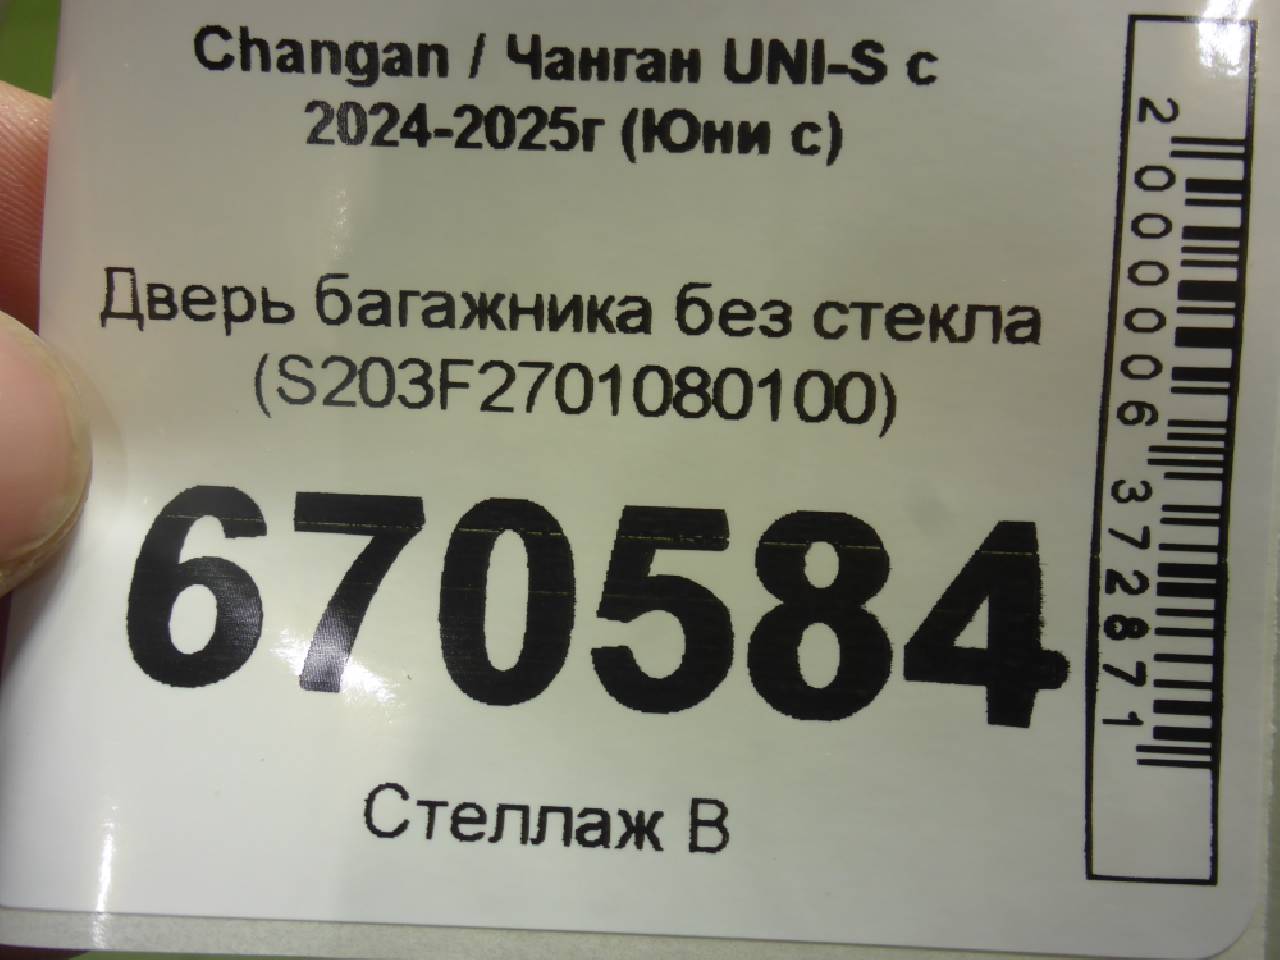 Changan / Чанган UNI-S с
2024-2025г (Юни с)
Дверь багажника без стекла
(S203F2701080100)
670584
Стеллаж В
2000006372871